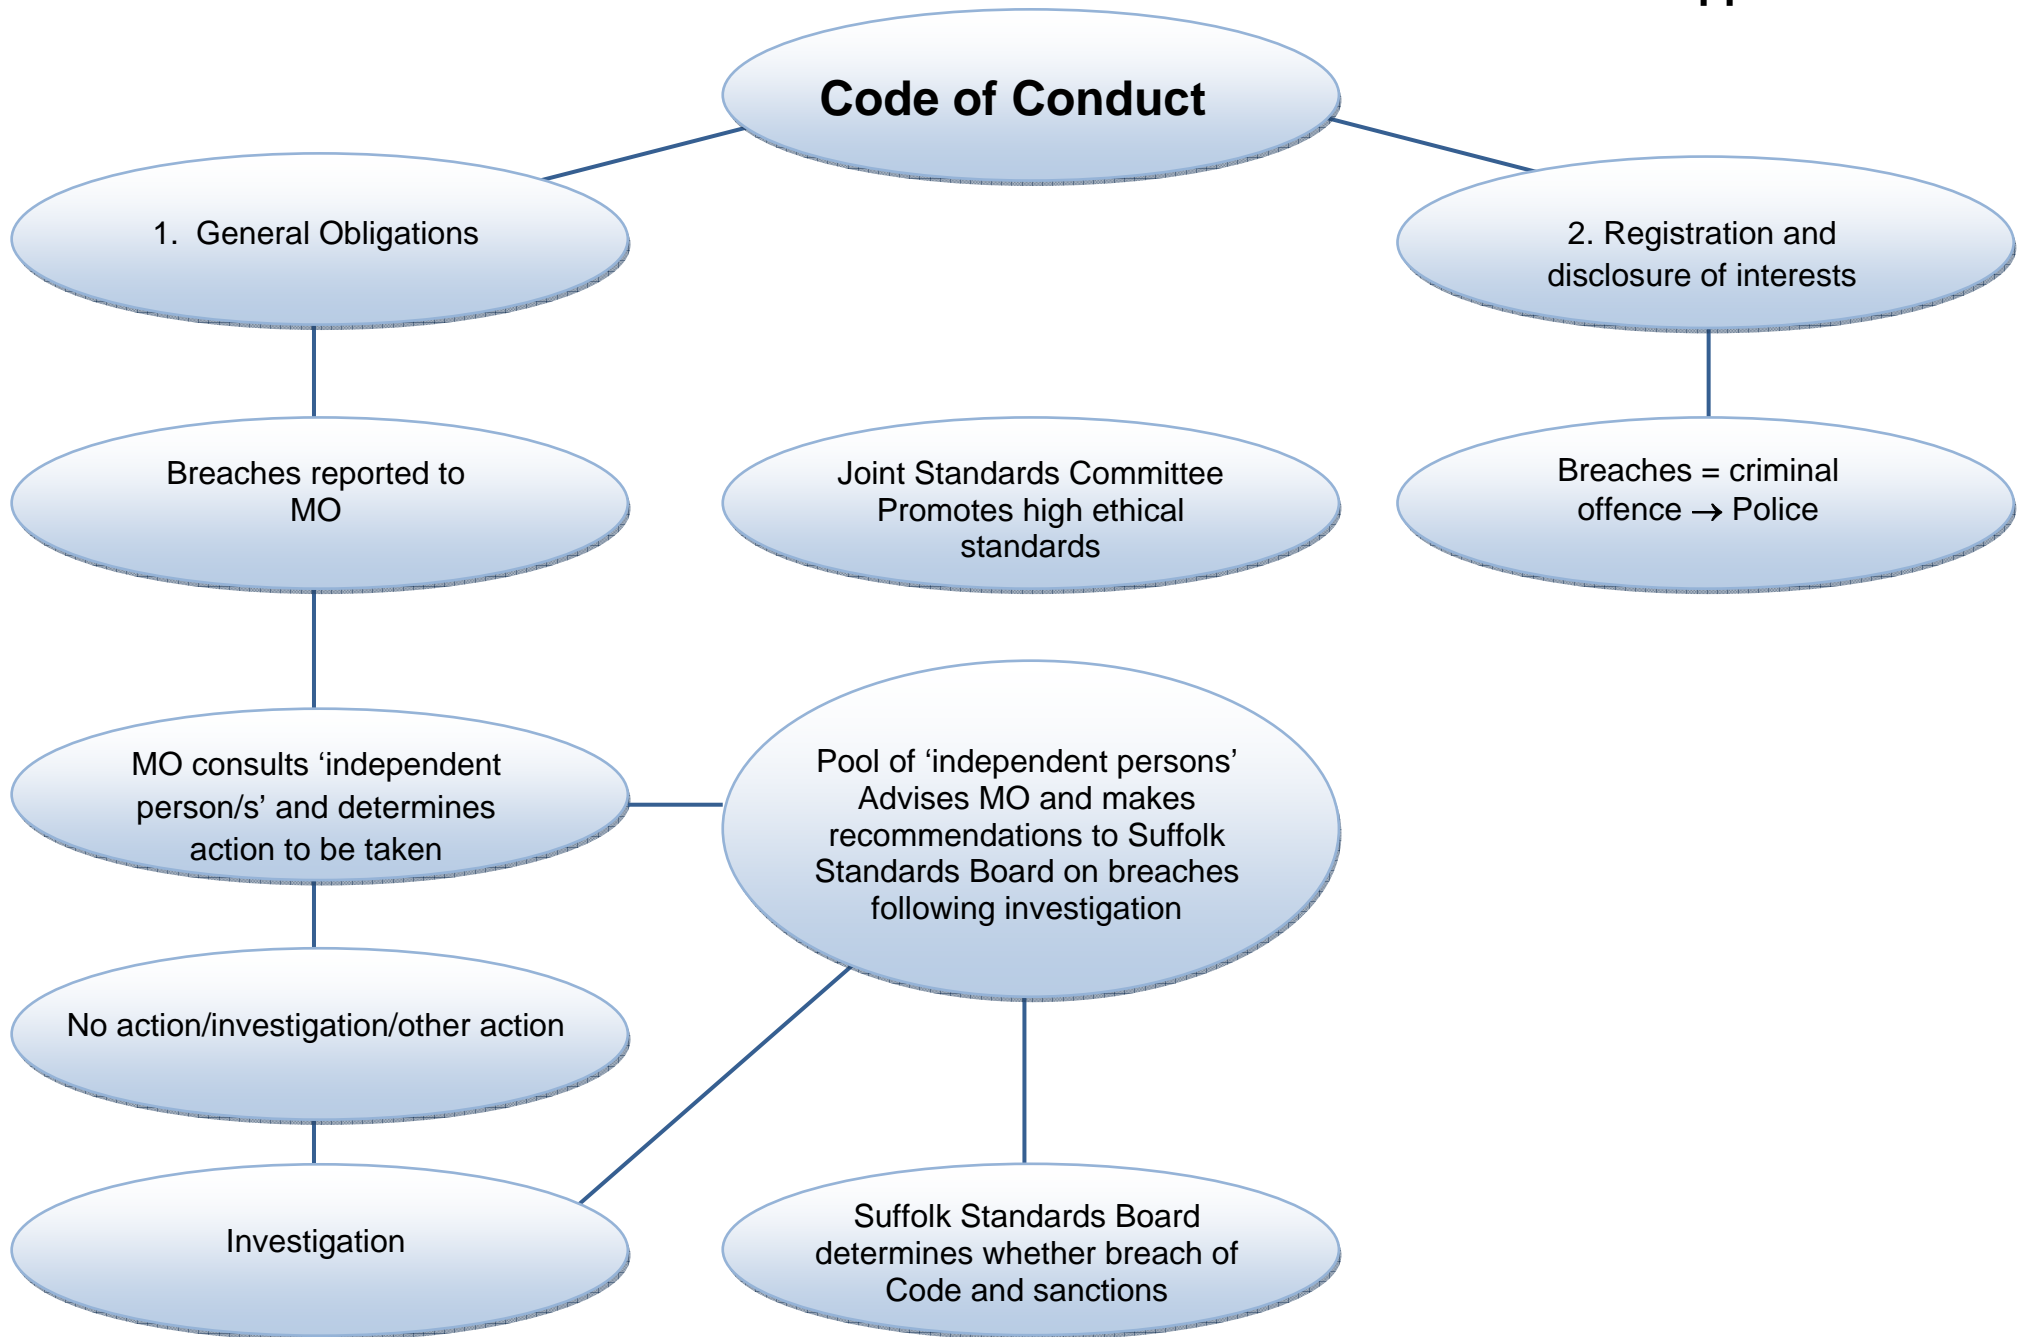 Code of Conduct
1. General Obligations
2. Registration and
disclosure of interests
Breaches reported to
MO
Joint Standards Committee
Promotes high ethical
standards
Breaches = criminal
offence → Police
MO consults ‘independent
person/s’ and determines
action to be taken
Pool of ‘independent persons’
Advises MO and makes
recommendations to Suffolk
Standards Board on breaches
following investigation
No action/investigation/other action
Investigation
Suffolk Standards Board
determines whether breach of
Code and sanctions